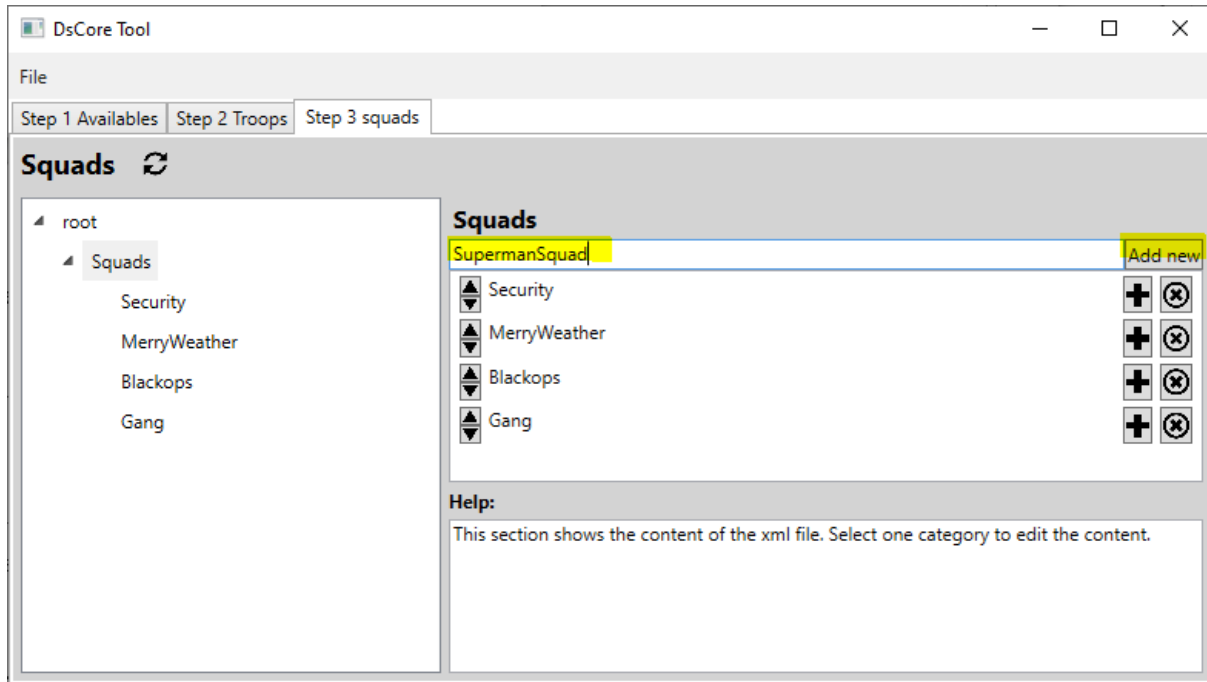 DsCore Tool
File
Step 1 Availables Step 2 Troops Step 3 squads
Squads
root
Squads
Security
MerryWeather
Blackops
Gang
Squads
SupermanSquad Add new
Security
MerryWeather
Blackops
Gang
Help:
This section shows the content of the xml file. Select one category to edit the content.